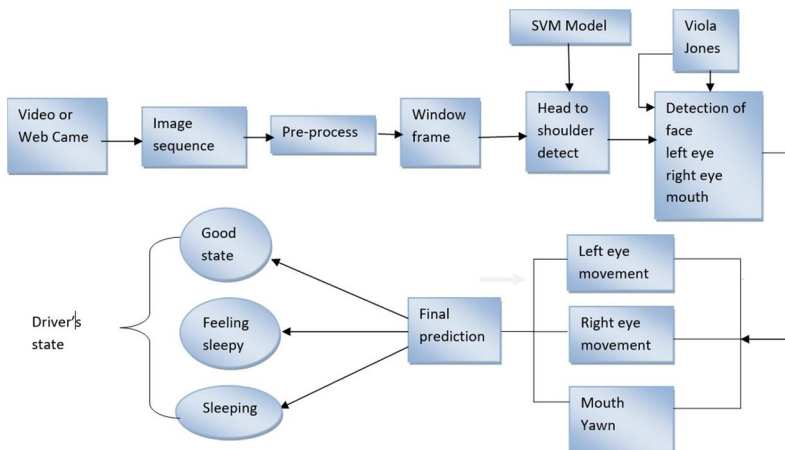 SVM Model
Viola
Jones
Video or
Web Came
Image
sequence
Pre-process
Window
frame
Head to
shoulder
detect
Detection of
face
left eye
right eye
mouth
Good
state
Feeling
sleepy
Sleeping
Driver's
state
Final
prediction
Left eye
movement
Right eye
movement
Mouth
Yawn